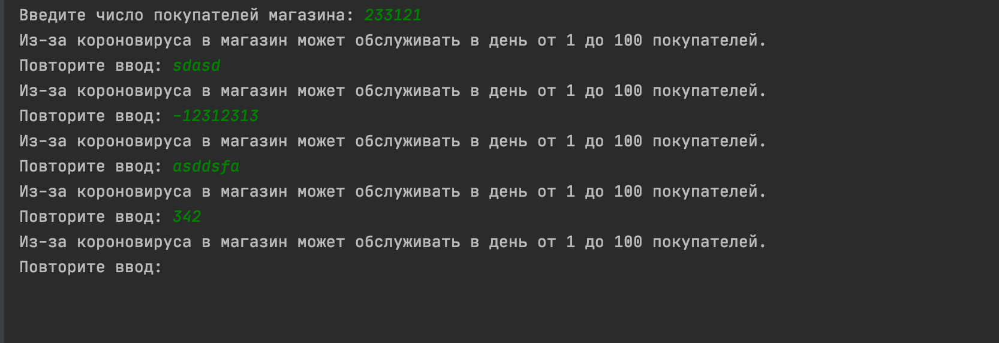 Введите число покупателей магазина: 233121
Из-за короновируса в магазин может обслуживать в день от 1 до 100 покупателей.
Повторите ввод: sdasd
Из-за короновируса в магазин может обслуживать в день от 1 до 100 покупателей.
Повторите ввод: -12312313
Из-за короновируса в магазин может обслуживать в день от 1 до 100 покупателей.
Повторите ввод: asddsfa
Из-за короновируса в магазин может обслуживать в день от 1 до 100 покупателей.
Повторите ввод: 342
Из-за короновируса в магазин может обслуживать в день от 1 до 100 покупателей.
Повторите ввод: